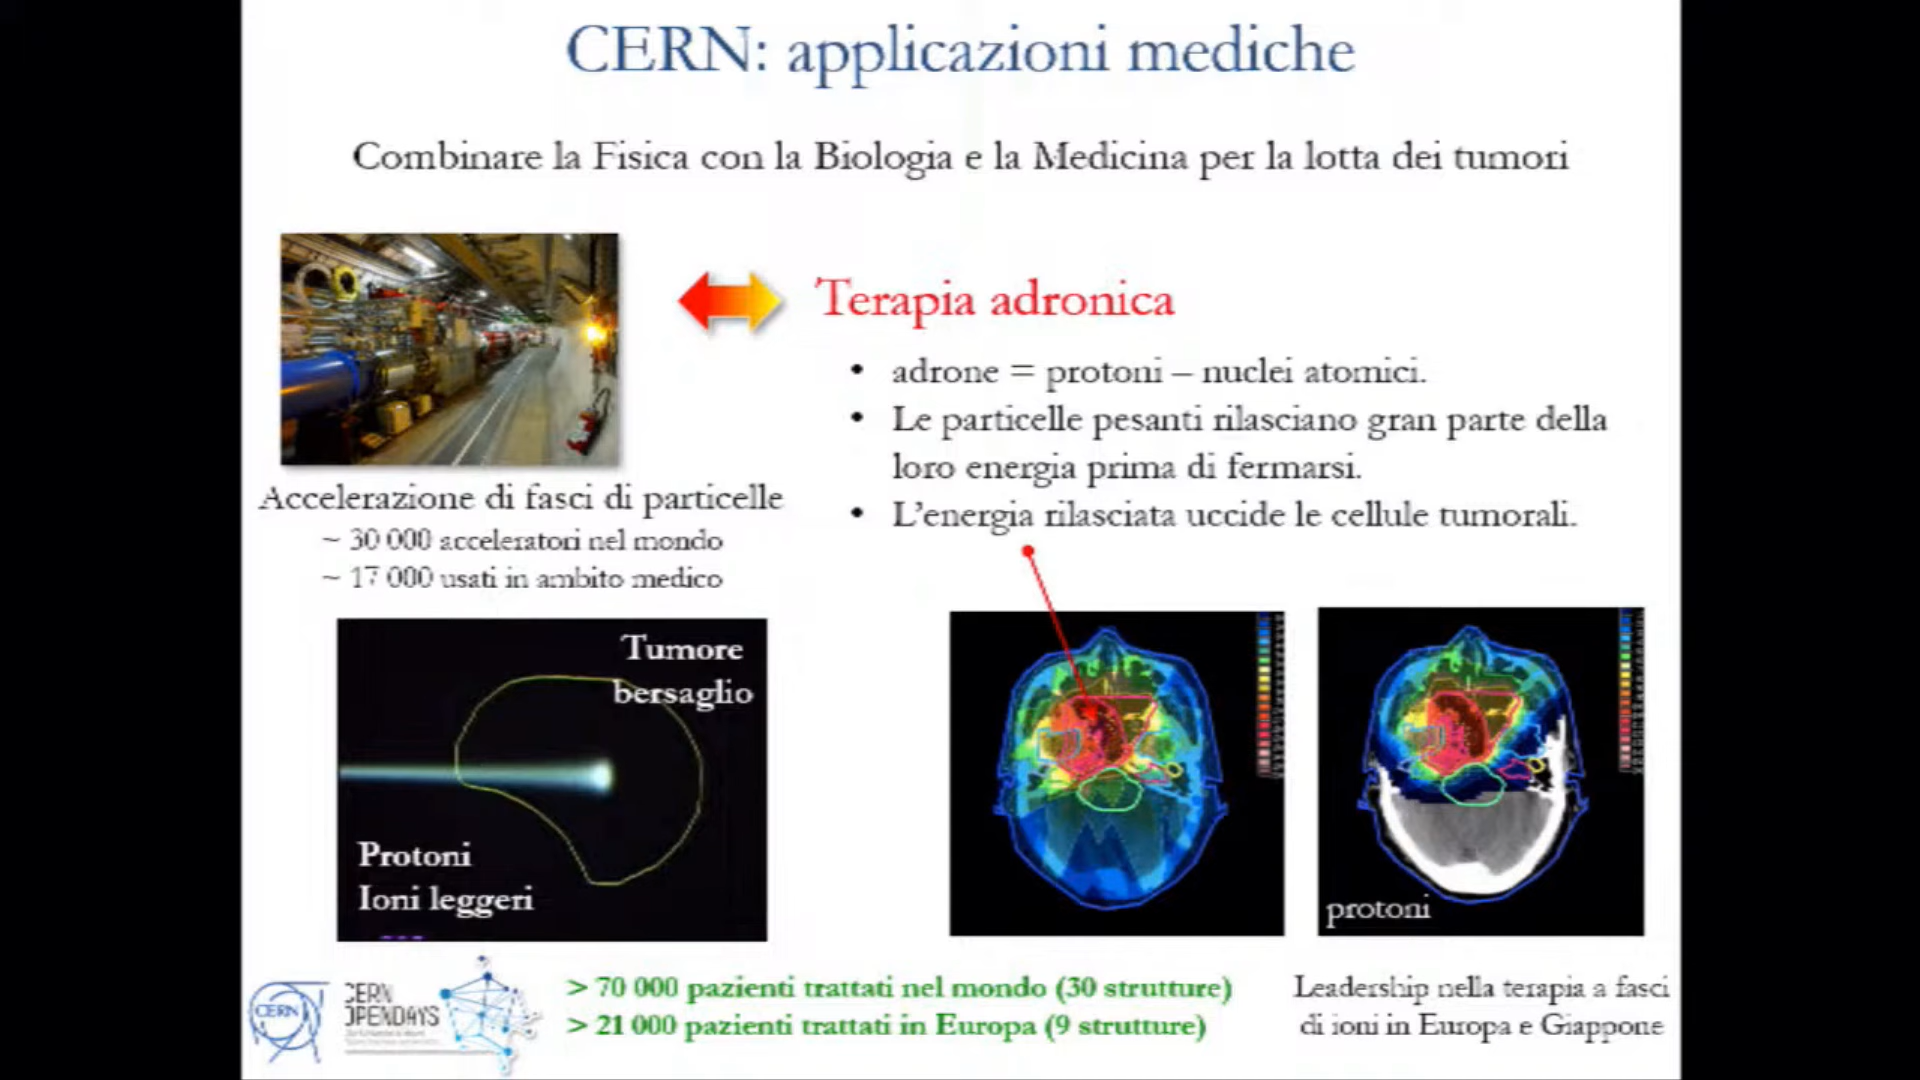 CERN: applicazioni mediche
Combinare la Fisica con la Biologia e la Medicina per la lotta dei tumori
Terapia adronica
• adrone = protoni – nuclei atomici.
• Le particelle pesanti rilasciano gran parte della
loro energia prima di fermarsi.
• L'energia rilasciata uccide le cellule tumorali.
Accelerazione di fasci di particelle
~ 30 000 acceleratori nel mondo
~ 17 000 usati in ambito medico
Tumore
bersaglio
Protoni
Ioni leggeri
protoni
CERN
CERN
OPENDAYS
> 70 000 pazienti trattati nel mondo (30 strutture)
> 21 000 pazienti trattati in Europa (9 strutture)
Leadership nella terapia a fasci
di ioni in Europa e Giappone